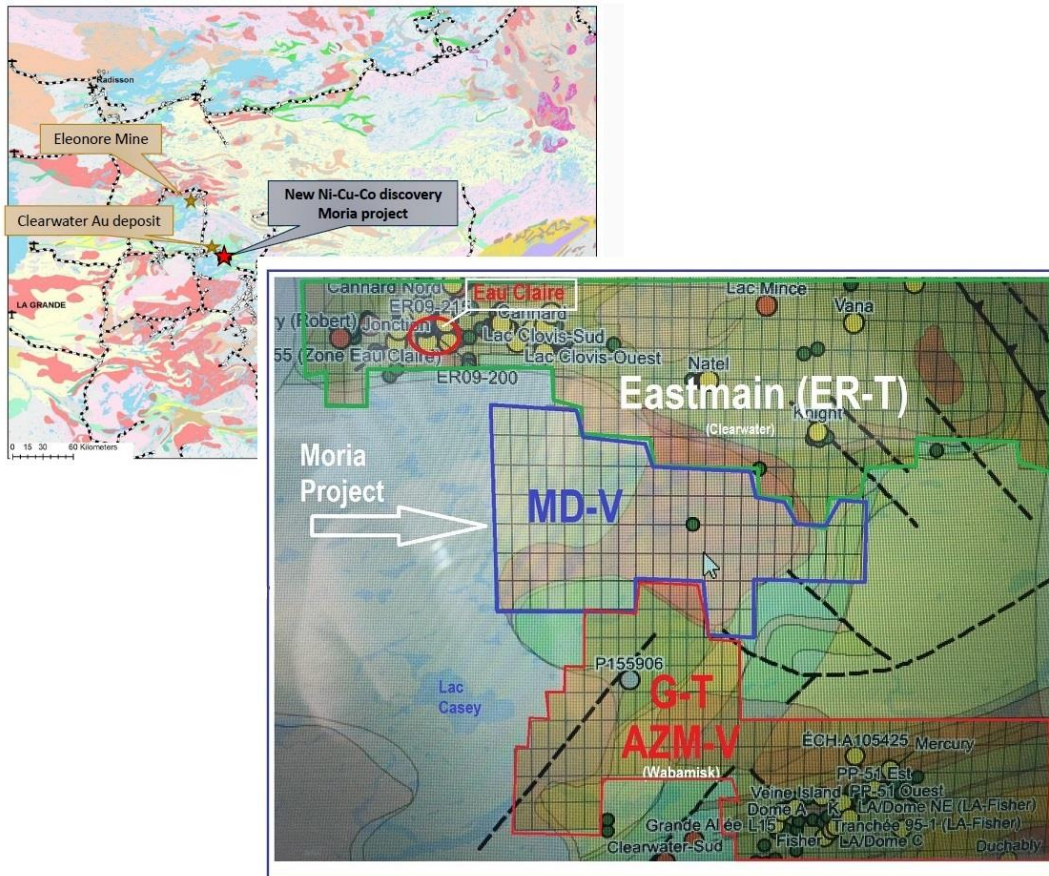 LG-3
Radisson
Eleonore Mine
New Ni-Cu-Co discovery
Moria project
Clearwater Au deposit
LA GRANDE
0 15 30 60 Kilometers
Cannard Nord
ER09-215
Eau Claire
Cannard
Lac Mince
Vana
y (Robert)
Jonction
Lac Clovis-Sud
55 (Zone Eau Claire)
Lac Clovis-Ouest
ER09-200
Natel
Eastmain (ER-T)
(Clearwater)
Knight
Moria
Project
MD-V
P155906
Lac
Casey
G-T
AZM-V
(Wabamisk)
ÉCH.A105425
Mercury
PP-51 Est
Veine Island
PP-51 Ouest
Dome A
K
LA/Dome NE (LA-Fisher)
Grande Allée
L15
Tranchée 95-1 (LA-Fisher)
Fisher
LA/Dome C
Clearwater-Sud
Duchably